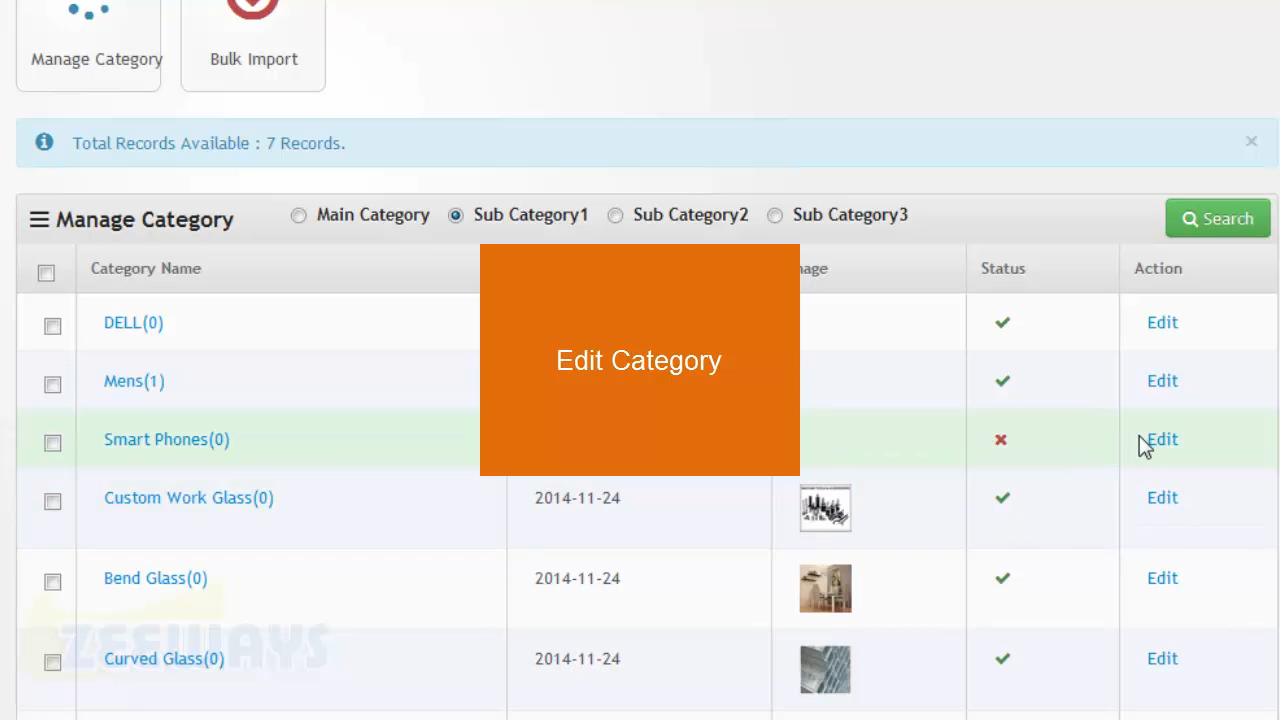 Manage Category
Bulk Import
Total Records Available : 7 Records.
×
Manage Category
Main Category
Sub Category1
Sub Category2
Sub Category3
Search
Category Name
Status
Action
DELL(0)
Edit
Edit Category
Mens(1)
Edit
Smart Phones(0)
Edit
Custom Work Glass(0)
2014-11-24
Edit
Bend Glass(0)
2014-11-24
Edit
ZEEWAYS
Curved Glass(0)
2014-11-24
Edit